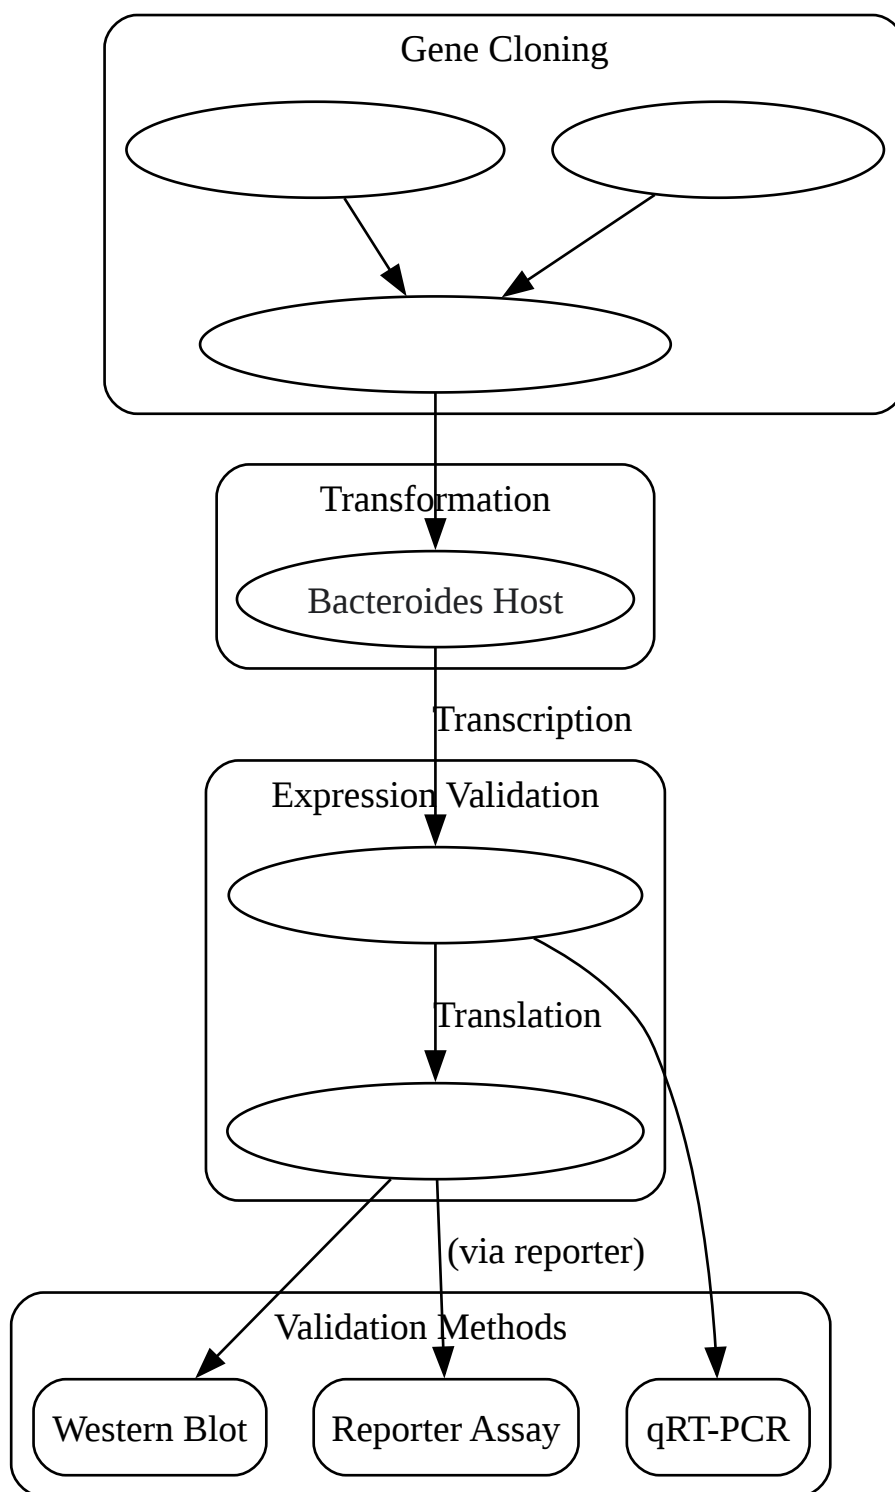 Gene Cloning
Transformation
Bacteroides Host
Transcription
Expression Validation
Translation
(via reporter)
Validation Methods
Western Blot
Reporter Assay
qRT-PCR